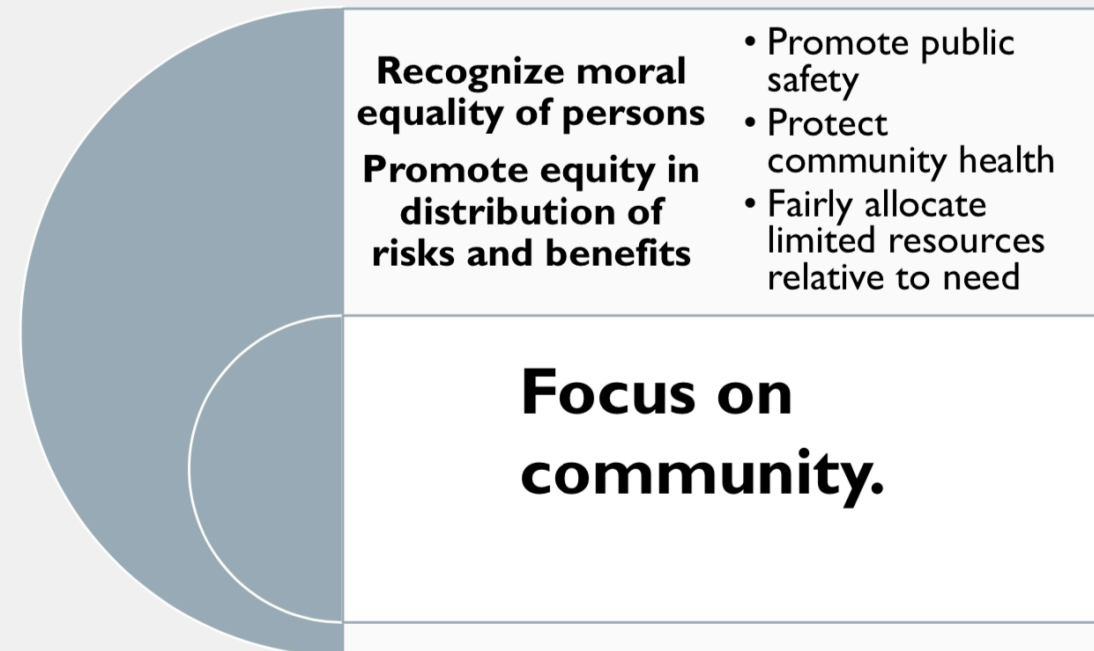 Recognize moral
equality of persons
Promote equity in
distribution of
risks and benefits
• Promote public
safety
• Protect
community health
• Fairly allocate
limited resources
relative to need
Focus on
community.